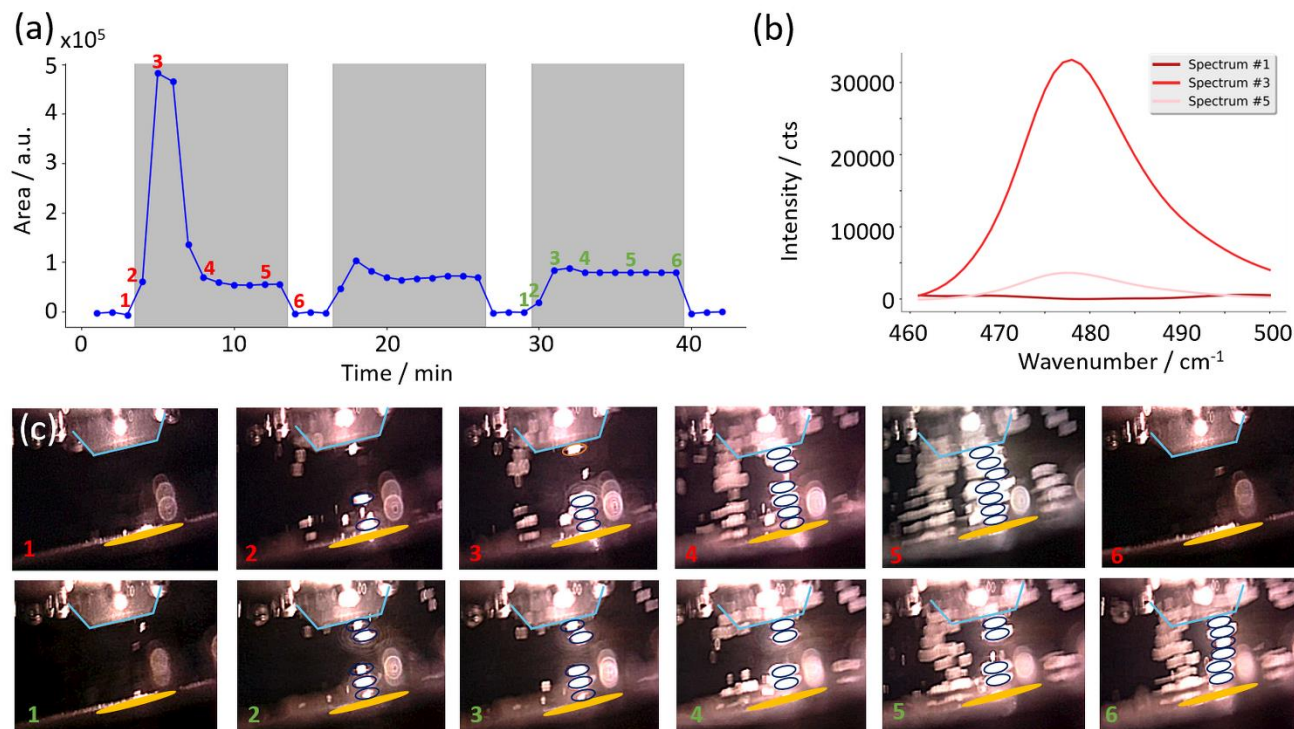 (a)
x10⁵
5
4
3
2
1
0
Area / a.u.
0 10 20 30 40
Time / min
1 2 3 4 5 6
1 2 3 4 5 6
(b)
30000
20000
10000
0
Intensity / cts
460 470 480 490 500
Wavenumber / cm⁻¹
Spectrum #1
Spectrum #3
Spectrum #5
(c)
1 2 3 4 5 6
1 2 3 4 5 6